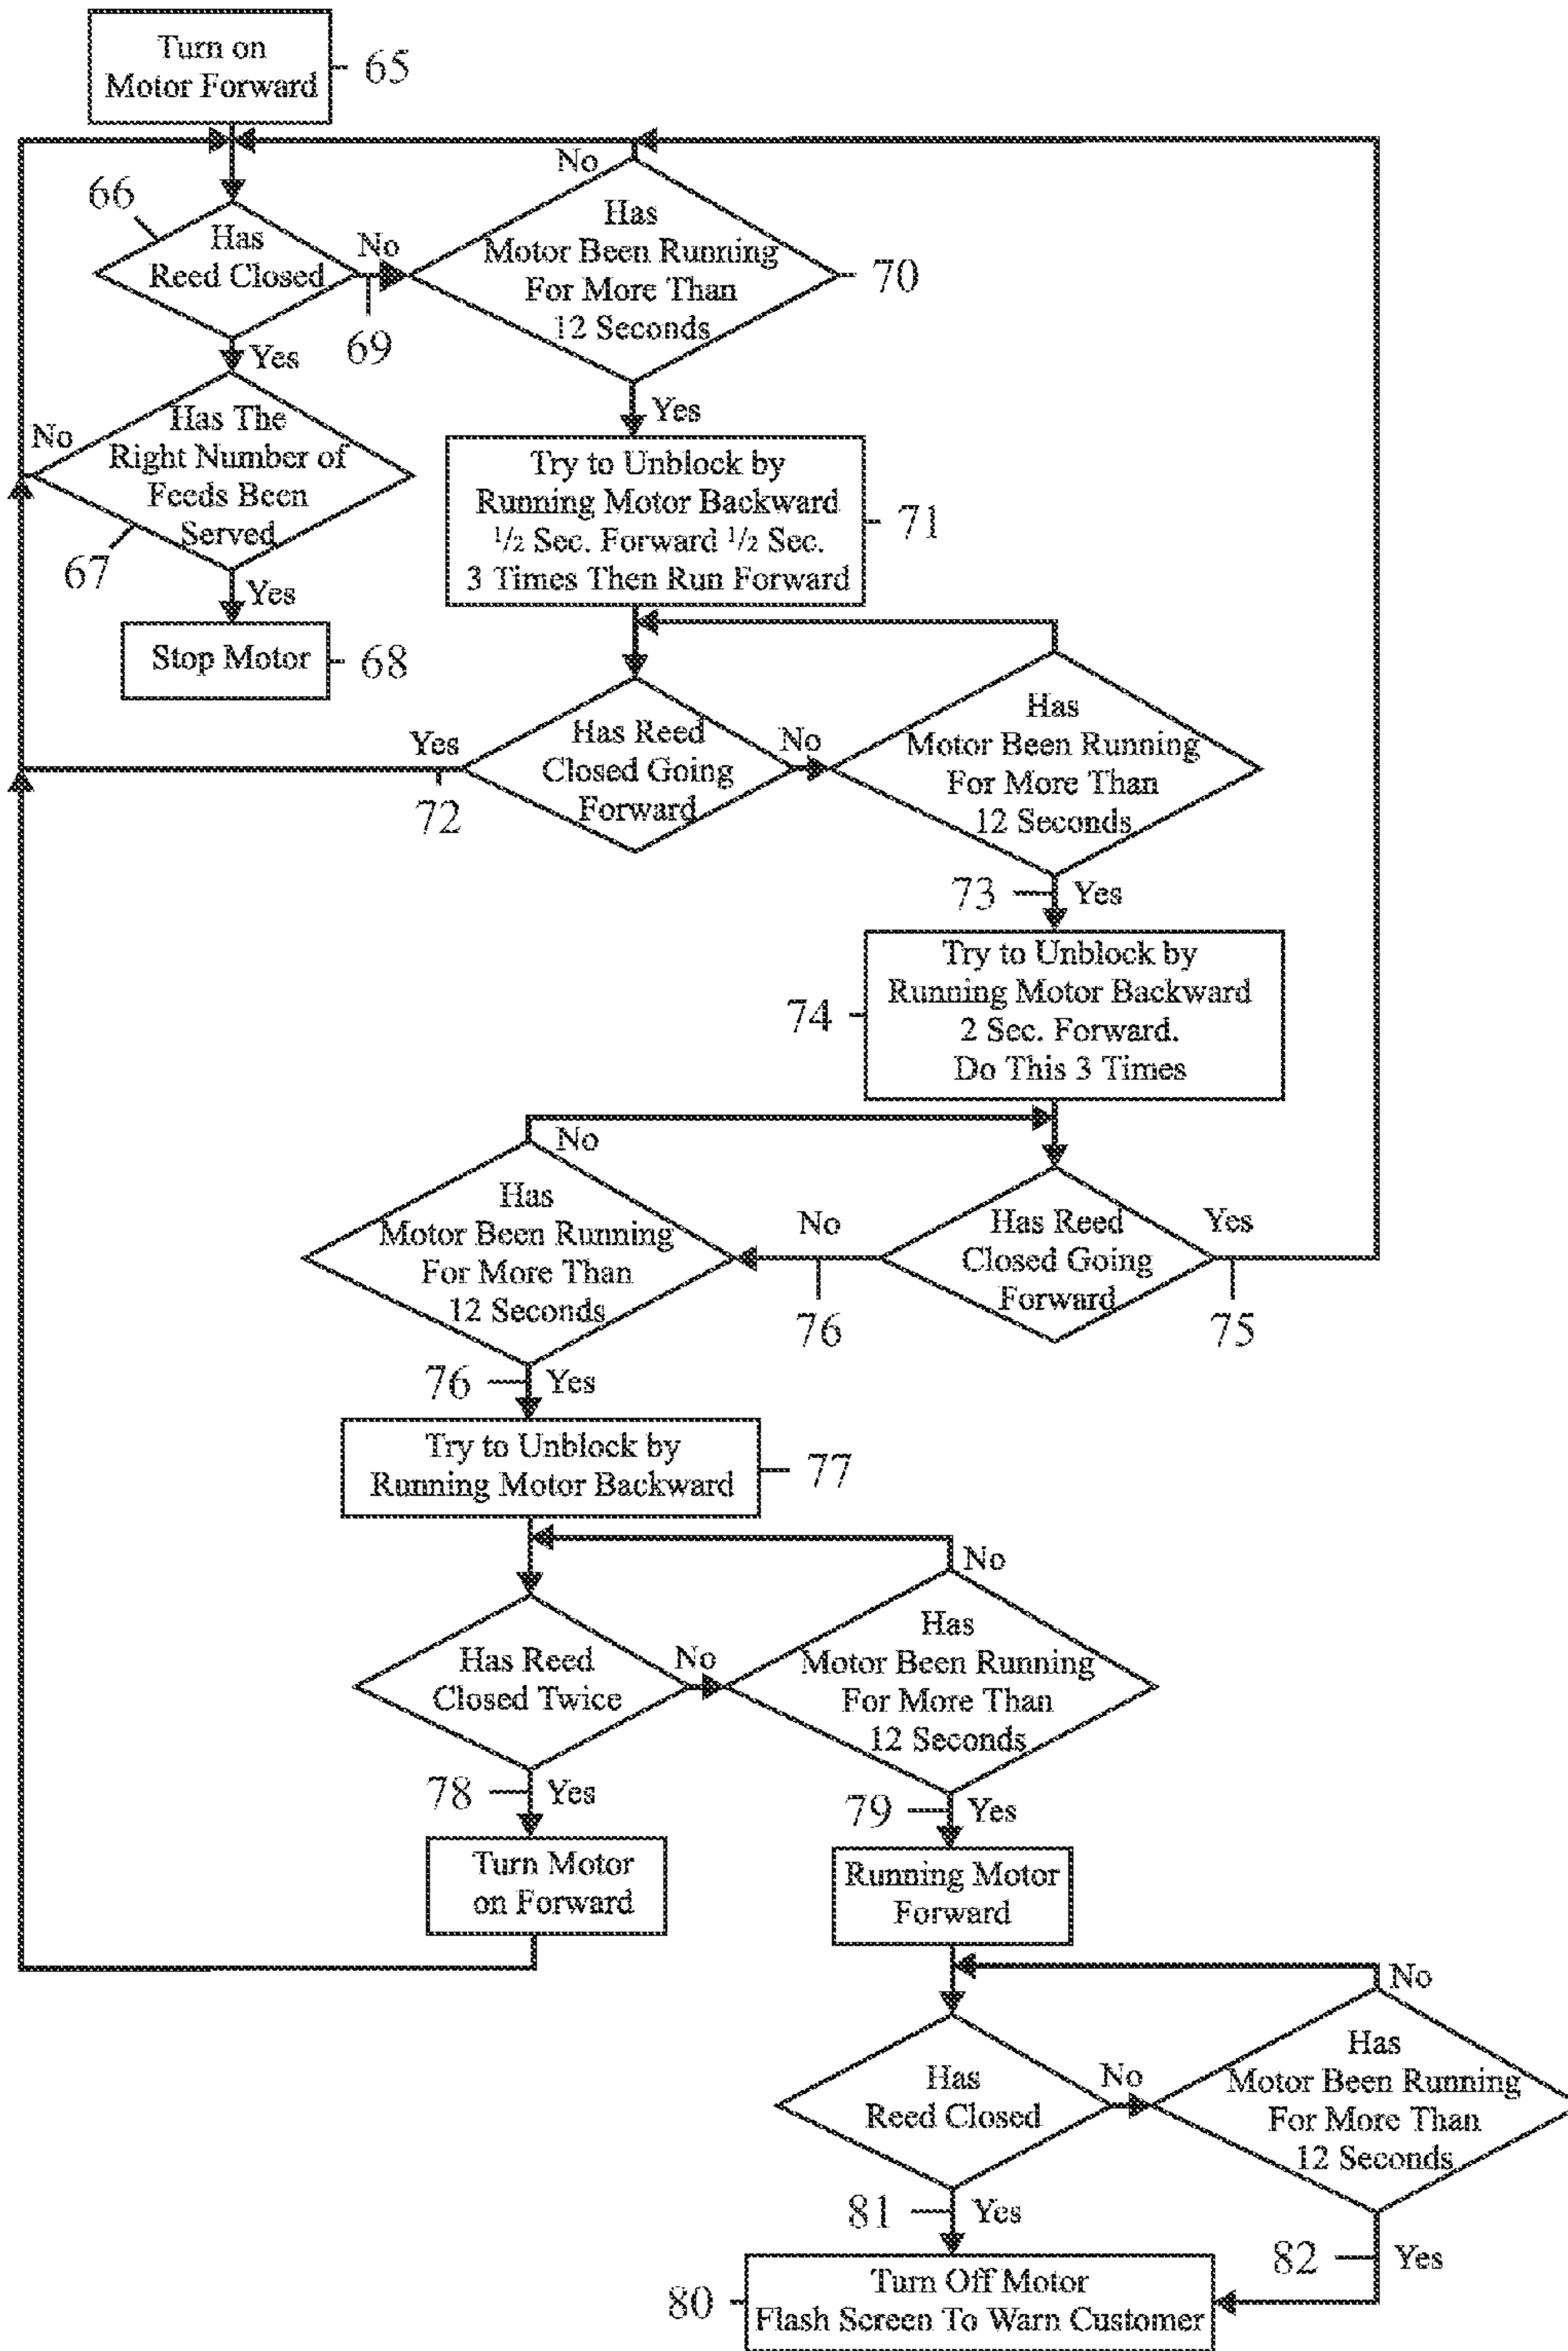 Turn on
Motor Forward
65
No
66
Has
Reed Closed
No
69
Has
Motor Been Running
For More Than
12 Seconds
70
Yes
Yes
No
Has The
Right Number of
Feeds Been
Served
67
Yes
Stop Motor
68
Try to Unblock by
Running Motor Backward
1/2 Sec. Forward 1/2 Sec.
3 Times Then Run Forward
71
Yes
72
Has Reed
Closed Going
Forward
No
Has
Motor Been Running
For More Than
12 Seconds
73
Yes
74
Try to Unblock by
Running Motor Backward
2 Sec. Forward.
Do This 3 Times
No
Has
Motor Been Running
For More Than
12 Seconds
No
76
Has Reed
Closed Going
Forward
Yes
75
76
Yes
Try to Unblock by
Running Motor Backward
77
No
Has Reed
Closed Twice
No
Has
Motor Been Running
For More Than
12 Seconds
78
Yes
79
Yes
Turn Motor
on Forward
Running Motor
Forward
No
Has
Reed Closed
No
Has
Motor Been Running
For More Than
12 Seconds
81
Yes
82
Yes
80
Turn Off Motor
Flash Screen To Warn Customer